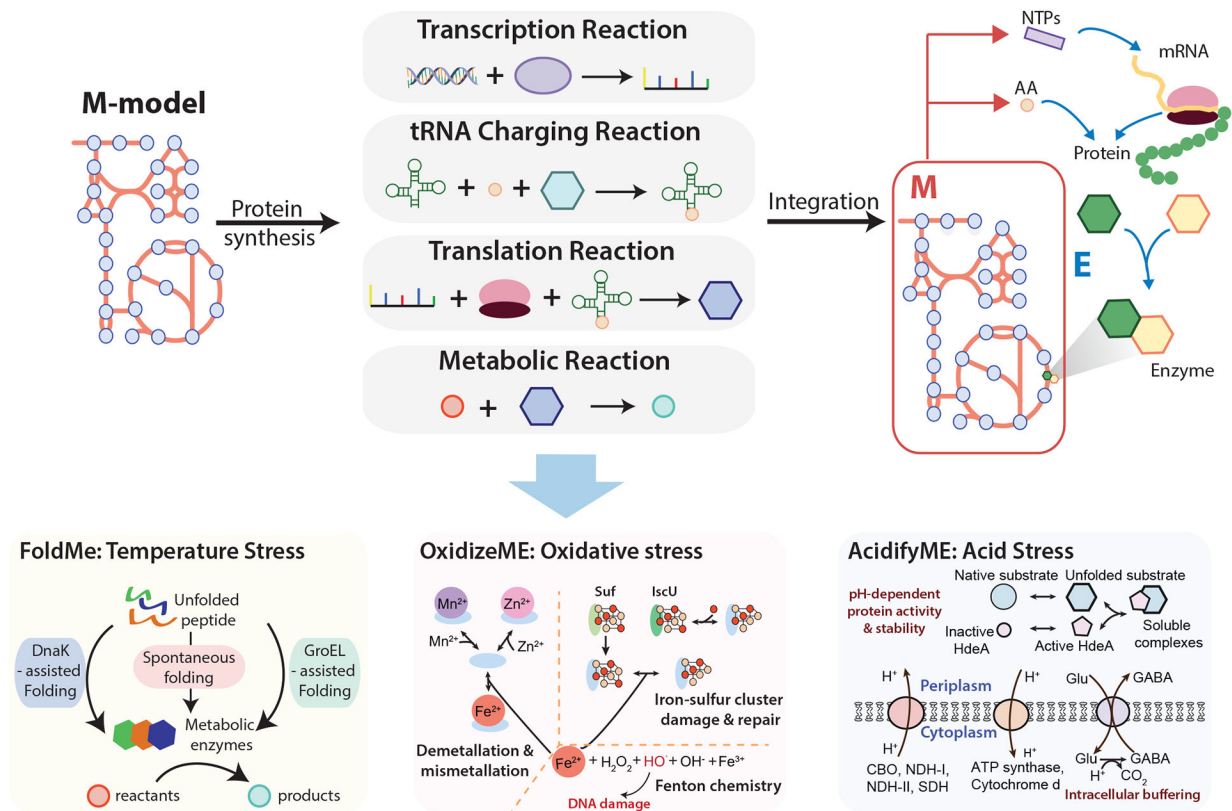 M-model
Protein
synthesis
Transcription Reaction
+
tRNA Charging Reaction
+ +
Translation Reaction
+ +
Metabolic Reaction
+
Integration
NTPs
mRNA
AA
Protein
M
E
Enzyme
FoldMe: Temperature Stress
Unfolded
peptide
DnaK
- assisted
Folding
Spontaneous
folding
GroEL
- assisted
Folding
Metabolic
enzymes
reactants
products
OxidizeME: Oxidative stress
Mn²⁺
Zn²⁺
Mn²⁺
Zn²⁺
Fe²⁺
Demetallation &
mismetallation
Suf
IscU
Iron-sulfur cluster
damage & repair
Fe²⁺ + H₂O₂ → HO˙ + OH⁻ + Fe³⁺
Fenton chemistry
DNA damage
AcidifyME: Acid Stress
Native substrate
Unfolded substrate
pH-dependent
protein activity
& stability
Inactive
HdeA
Active HdeA
Soluble
complexes
H⁺
H⁺
Glu
GABA
Periplasm
Cytoplasm
H⁺
H⁺
CBO, NDH-I,
NDH-II, SDH
ATP synthase,
Cytochrome d
Glu
GABA
H⁺
CO₂
Intracellular buffering